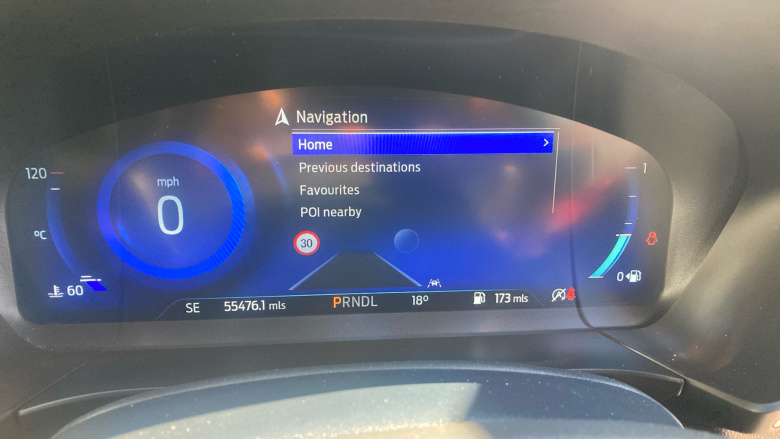 Navigation
Home
Previous destinations
Favourites
POI nearby
120
mph
0
1
30
°C
60
0
SE 55476.1 mls PRNDL 18° 173 mls